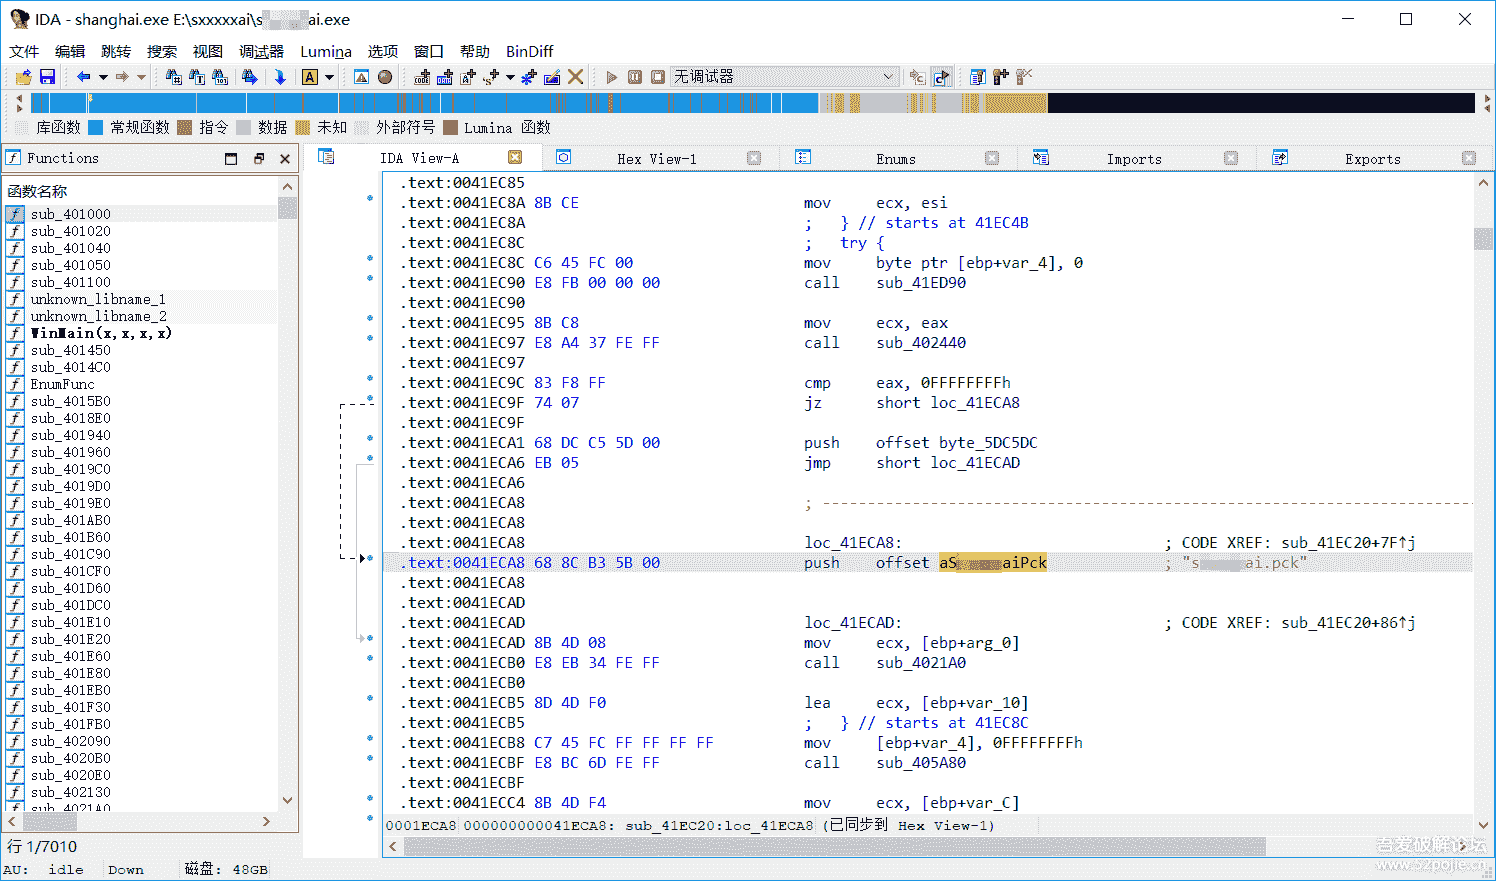 IDA - shanghai.exe E:\sxxxxxai\s ai.exe
文件 编辑 跳转 搜索 视图 调试器 Lumina 选项 窗口 帮助 BinDiff
无调试器
库函数 常规函数 指令 数据 未知 外部符号 Lumina 函数
Functions
函数名称
sub_401000
sub_401020
sub_401040
sub_401050
sub_401100
unknown_libname_1
unknown_libname_2
WinMain(x,x,x,x)
sub_401450
sub_4014C0
EnumFunc
sub_4015B0
sub_4018E0
sub_401940
sub_401960
sub_4019C0
sub_4019D0
sub_4019E0
sub_401AB0
sub_401B60
sub_401C90
sub_401CF0
sub_401D60
sub_401DC0
sub_401E10
sub_401E20
sub_401E60
sub_401E80
sub_401EB0
sub_401F30
sub_401FB0
sub_402090
sub_4020B0
sub_4020E0
sub_402130
sub_4021A0
行 1/7010
IDA View-A Hex View-1 Enums Imports Exports
.text:0041EC85
.text:0041EC8A 8B CE mov ecx, esi
.text:0041EC8A ; } // starts at 41EC4B
.text:0041EC8C ; try {
.text:0041EC8C C6 45 FC 00 mov byte ptr [ebp+var_4], 0
.text:0041EC90 E8 FB 00 00 00 call sub_41ED90
.text:0041EC90
.text:0041EC95 8B C8 mov ecx, eax
.text:0041EC97 E8 A4 37 FE FF call sub_402440
.text:0041EC97
.text:0041EC9C 83 F8 FF cmp eax, 0FFFFFFFFh
.text:0041EC9F 74 07 jz short loc_41ECA8
.text:0041EC9F
.text:0041ECA1 68 DC C5 5D 00 push offset byte_5DC5DC
.text:0041ECA6 EB 05 jmp short loc_41ECAD
.text:0041ECA6
.text:0041ECA8 ; ------------------------------------------------------------------------
.text:0041ECA8
.text:0041ECA8 loc_41ECA8: ; CODE XREF: sub_41EC20+7F↑j
.text:0041ECA8 68 8C B3 5B 00 push offset aS aiPck ; "s ai.pck"
.text:0041ECA8
.text:0041ECAD
.text:0041ECAD loc_41ECAD: ; CODE XREF: sub_41EC20+86↑j
.text:0041ECAD 8B 4D 08 mov ecx, [ebp+arg_0]
.text:0041ECB0 E8 EB 34 FE FF call sub_4021A0
.text:0041ECB0
.text:0041ECB5 8D 4D F0 lea ecx, [ebp+var_10]
.text:0041ECB5 ; } // starts at 41EC8C
.text:0041ECB8 C7 45 FC FF FF FF FF mov [ebp+var_4], 0FFFFFFFFh
.text:0041ECBF E8 BC 6D FE FF call sub_405A80
.text:0041ECBF
.text:0041ECC4 8B 4D F4 mov ecx, [ebp+var_C]
0001ECA8 000000000041ECA8: sub_41EC20:loc_41ECA8 (已同步到 Hex View-1)
AU: idle Down 磁盘: 48GB
吾爱破解论坛
www.52pojie.cn